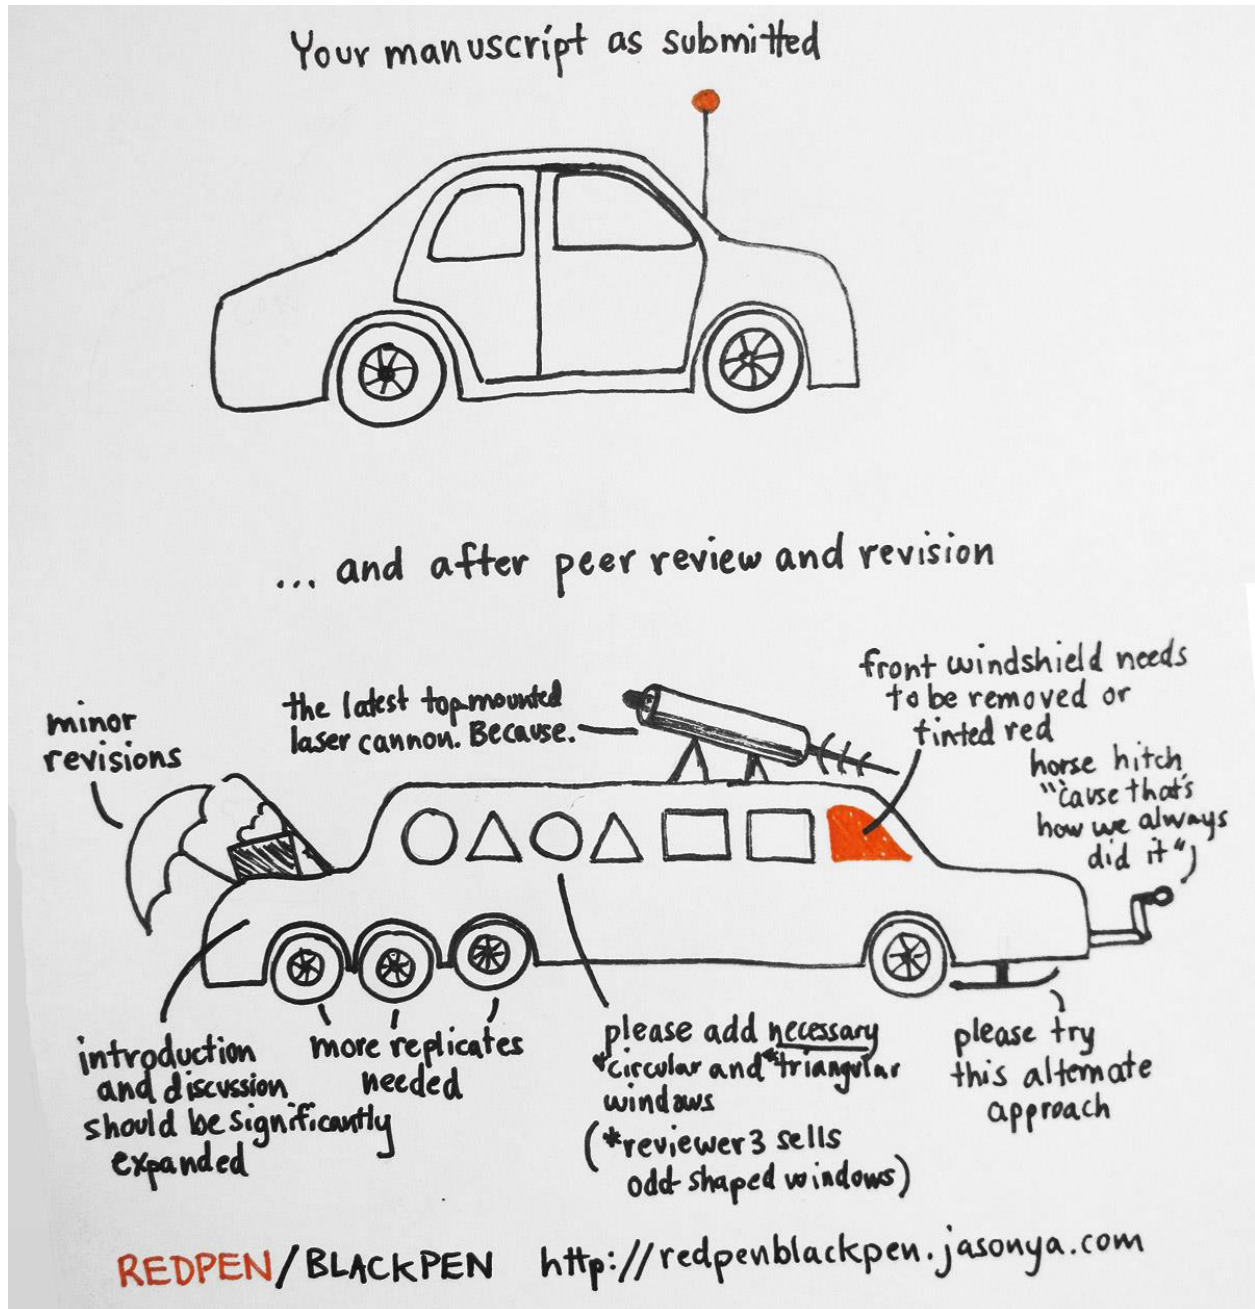 Your manuscript as submitted
... and after peer review and revision
minor
revisions
the latest top-mounted
laser cannon. Because.
front windshield needs
to be removed or
tinted red
horse hitch
"'cause that's
how we always
did it"
introduction
and discussion
should be significantly
expanded
more replicates
needed
please add necessary
*circular and *triangular
windows
(*reviewer 3 sells
odd-shaped windows)
please try
this alternate
approach
REDPEN/BLACKPEN http://redpenblackpen.jasonya.com